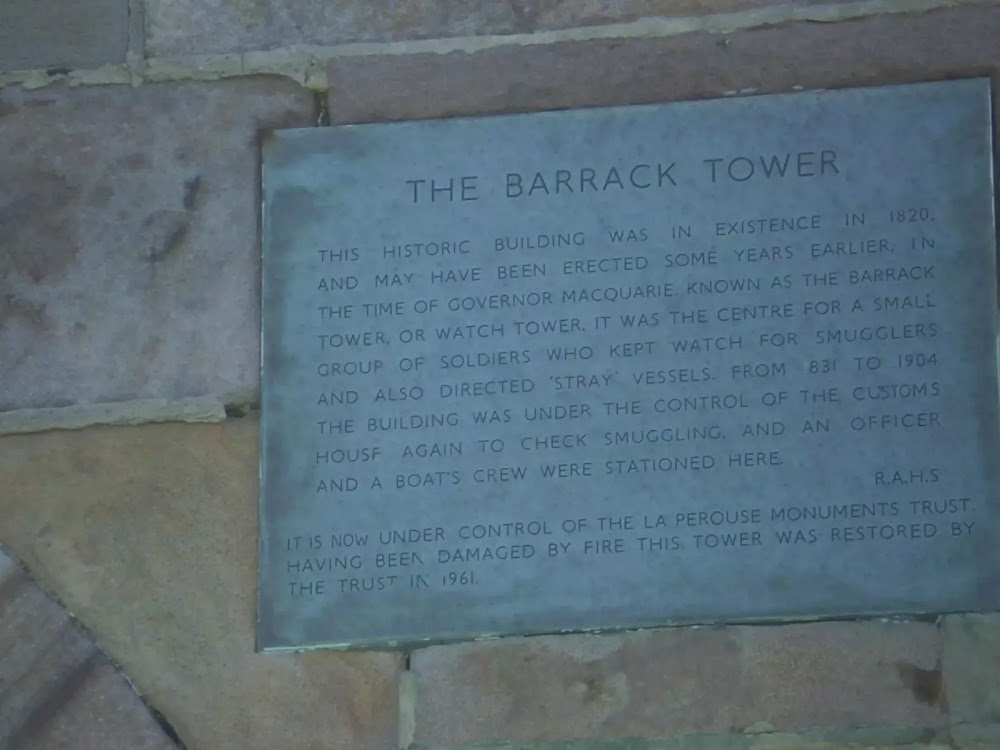 THE BARRACK TOWER
THIS HISTORIC BUILDING WAS IN EXISTENCE IN 1820,
AND MAY HAVE BEEN ERECTED SOME YEARS EARLIER, IN
THE TIME OF GOVERNOR MACQUARIE. KNOWN AS THE BARRACK
TOWER, OR WATCH TOWER, IT WAS THE CENTRE FOR A SMALL
GROUP OF SOLDIERS WHO KEPT WATCH FOR SMUGGLERS
AND ALSO DIRECTED 'STRAY' VESSELS. FROM 1831 TO 1904
THE BUILDING WAS UNDER THE CONTROL OF THE CUSTOMS
HOUSE AGAIN TO CHECK SMUGGLING, AND AN OFFICER
AND A BOAT'S CREW WERE STATIONED HERE.
R.A.H.S
IT IS NOW UNDER CONTROL OF THE LA PEROUSE MONUMENTS TRUST.
HAVING BEEN DAMAGED BY FIRE THIS TOWER WAS RESTORED BY
THE TRUST IN 1961.